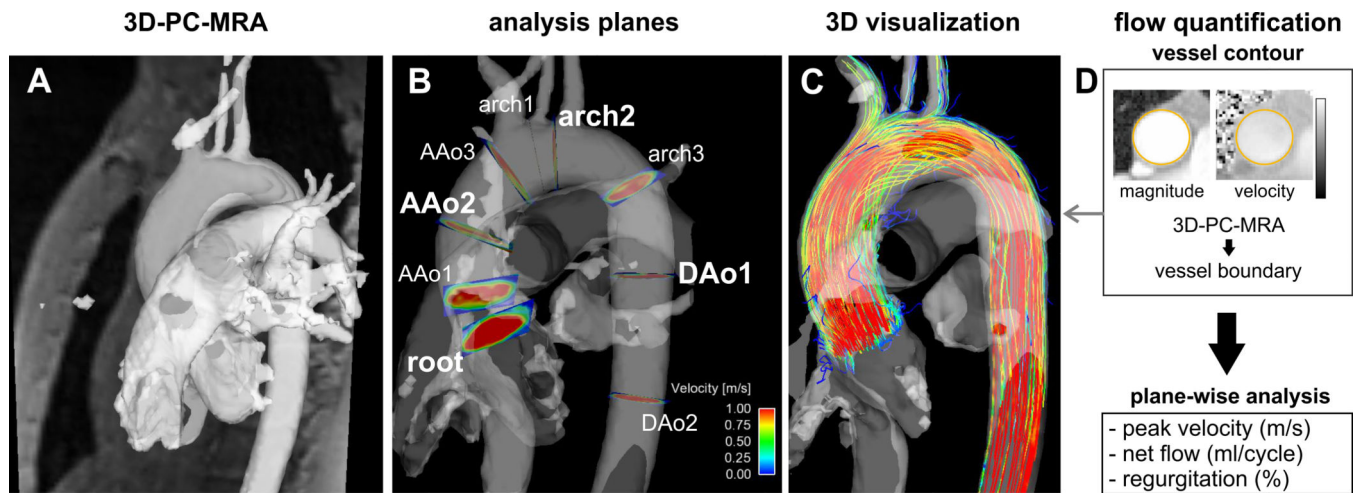 3D-PC-MRA
analysis planes
3D visualization
flow quantification
vessel contour
A
B
arch1
arch2
AAo3
arch3
AAo2
AAo1
DAo1
root
Velocity [m/s]
1.00
0.75
0.50
0.25
0.00
DAo2
C
D
magnitude velocity
3D-PC-MRA
vessel boundary
plane-wise analysis
- peak velocity (m/s)
- net flow (ml/cycle)
- regurgitation (%)